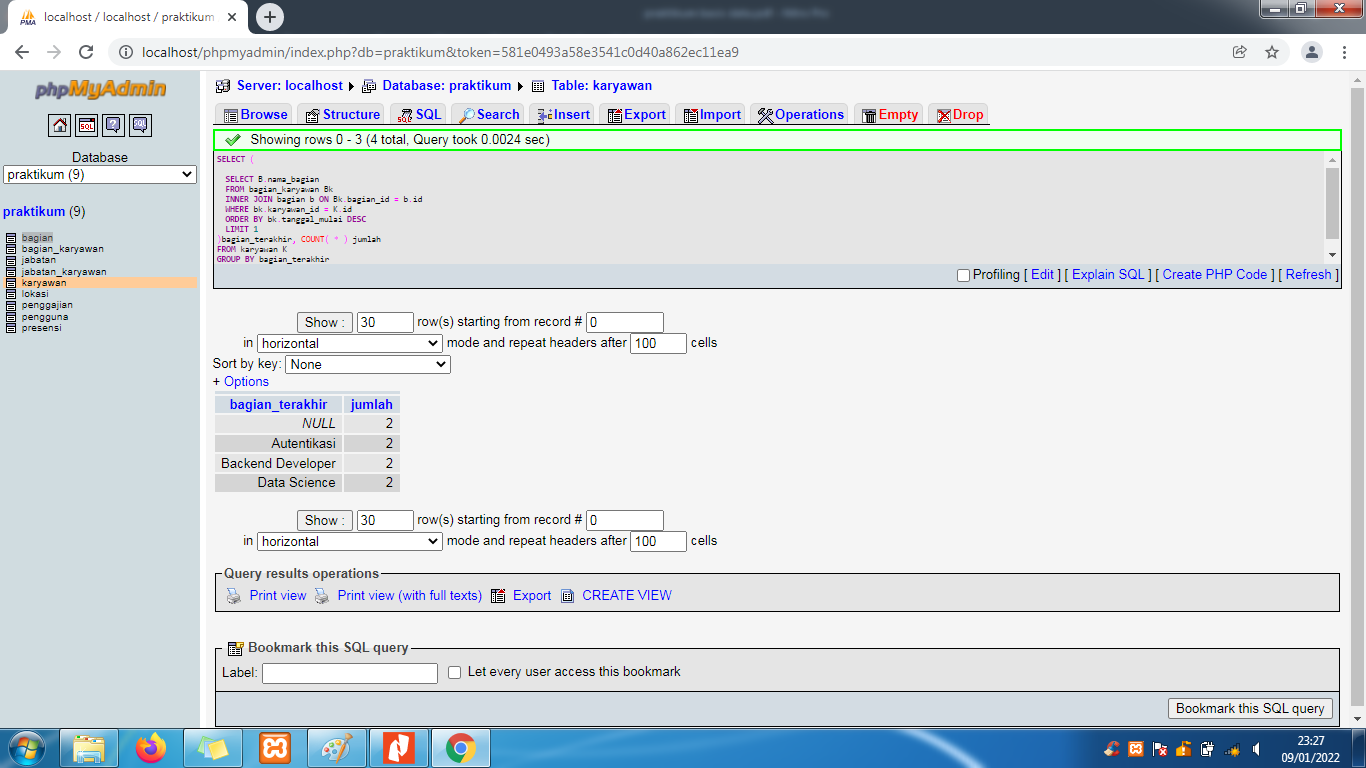 localhost / localhost / praktikum
localhost/phpmyadmin/index.php?db=praktikum&token=581e0493a58e3541c0d40a862ec11ea9
phpMyAdmin
Database
praktikum (9)
praktikum (9)
bagian
bagian_karyawan
jabatan
jabatan_karyawan
karyawan
lokasi
penggajian
pengguna
presensi
Server: localhost Database: praktikum Table: karyawan
Browse Structure SQL Search Insert Export Import Operations Empty Drop
Showing rows 0 - 3 (4 total, Query took 0.0024 sec)
SELECT (
SELECT B.nama_bagian
FROM bagian_karyawan Bk
INNER JOIN bagian b ON Bk.bagian_id = b.id
WHERE bk.karyawan_id = K.id
ORDER BY bk.tanggal_mulai DESC
LIMIT 1
)bagian_terakhir, COUNT( * ) jumlah
FROM karyawan K
GROUP BY bagian_terakhir
Profiling [ Edit ] [ Explain SQL ] [ Create PHP Code ] [ Refresh ]
Show : 30 row(s) starting from record # 0
in horizontal mode and repeat headers after 100 cells
Sort by key: None
+ Options
bagian_terakhir jumlah
NULL 2
Autentikasi 2
Backend Developer 2
Data Science 2
Show : 30 row(s) starting from record # 0
in horizontal mode and repeat headers after 100 cells
Query results operations
Print view Print view (with full texts) Export CREATE VIEW
Bookmark this SQL query
Label: Let every user access this bookmark
Bookmark this SQL query
23:27
09/01/2022